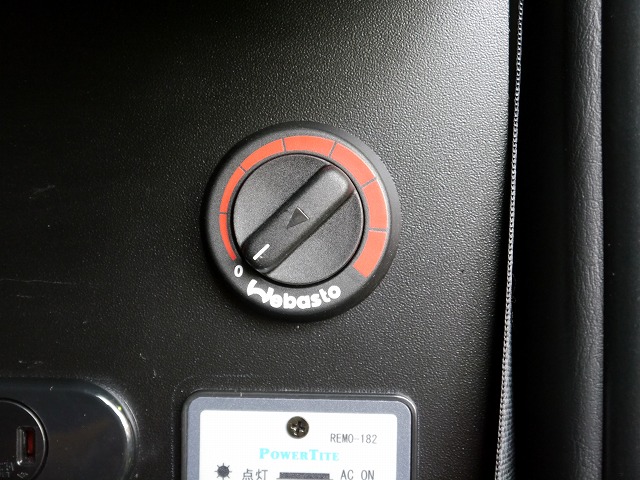 0
Webasto
REMO-182
POWERTITE
点灯 AC ON